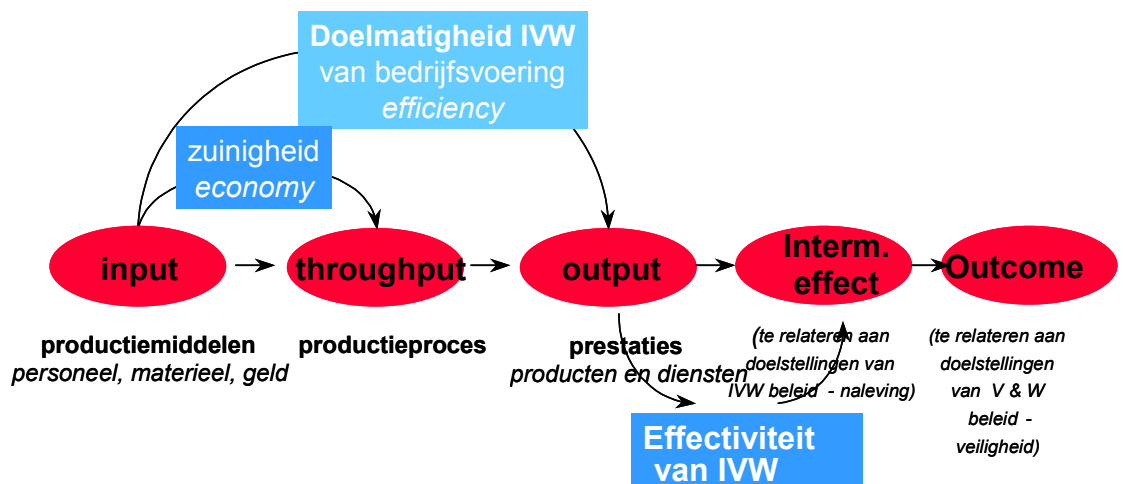 Doelmatigheid IVW
van bedrijfsvoering
efficiency
zuinigheid
economy
input
throughput
output
Interm.
effect
Outcome
productiemiddelen
personeel, materieel, geld
productieproces
prestaties
producten en diensten
(te relateren aan
doelstellingen van
IVW beleid - naleving)
(te relateren aan
doelstellingen
van V & W
beleid -
veiligheid)
Effectiviteit
van IVW